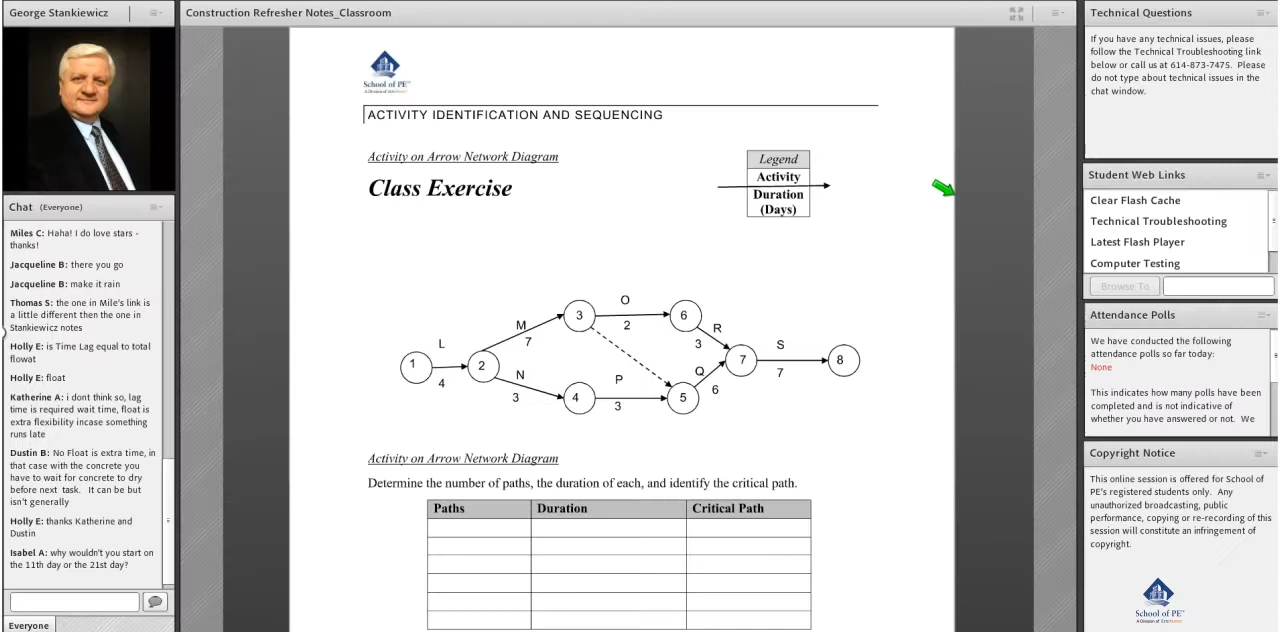 George Stankiewicz
Chat (Everyone)
Miles C: Haha! I do love stars -
thanks!
Jacqueline B: there you go
Jacqueline B: make it rain
Thomas S: the one in Mile's link is
a little different then the one in
Stankiewicz notes
Holly E: is Time Lag equal to total
flowat
Holly E: float
Katherine A: i dont think so, lag
time is required wait time, float is
extra flexibility incase something
runs late
Dustin B: No Float is extra time, in
that case with the concrete you
have to wait for concrete to dry
before next task. It can be but
isn't generally
Holly E: thanks Katherine and
Dustin
Isabel A: why wouldn't you start on
the 11th day or the 21st day?
Everyone
Construction Refresher Notes_Classroom
School of PE™
A Division of
ACTIVITY IDENTIFICATION AND SEQUENCING
Activity on Arrow Network Diagram
Class Exercise
Legend
Activity
Duration
(Days)
O
3 6
2
M R
7 3
L S
1 2 7 8
4 7
N P Q
3 3 6
4 5
Activity on Arrow Network Diagram
Determine the number of paths, the duration of each, and identify the critical path.
Paths Duration Critical Path
Technical Questions
If you have any technical issues, please
follow the Technical Troubleshooting link
below or call us at 614-873-7475. Please
do not type about technical issues in the
chat window.
Student Web Links
Clear Flash Cache
Technical Troubleshooting
Latest Flash Player
Computer Testing
Browse To
Attendance Polls
We have conducted the following
attendance polls so far today:
None
This indicates how many polls have been
completed and is not indicative of
whether you have answered or not. We
Copyright Notice
This online session is offered for School of
PE's registered students only. Any
unauthorized broadcasting, public
performance, copying or re-recording of this
session will constitute an infringement of
copyright.
School of PE™
A Division of